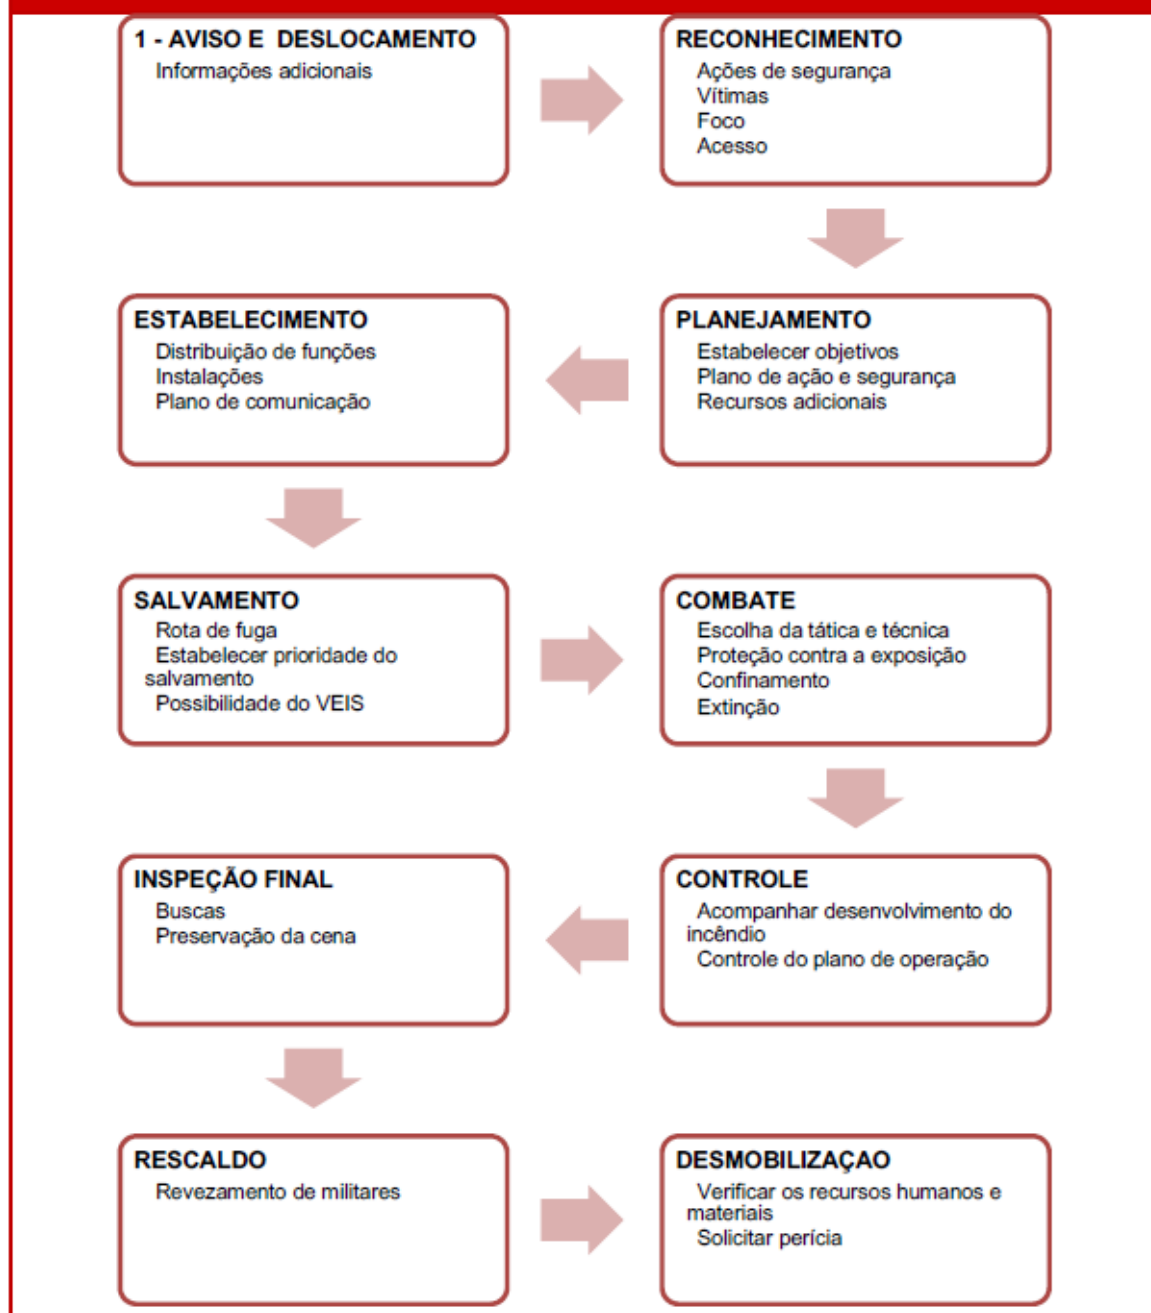 1 - AVISO E DESLOCAMENTO
Informações adicionais
RECONHECIMENTO
Ações de segurança
Vítimas
Foco
Acesso
PLANEJAMENTO
Estabelecer objetivos
Plano de ação e segurança
Recursos adicionais
ESTABELECIMENTO
Distribuição de funções
Instalações
Plano de comunicação
SALVAMENTO
Rota de fuga
Estabelecer prioridade do
salvamento
Possibilidade do VEIS
COMBATE
Escolha da tática e técnica
Proteção contra a exposição
Confinamento
Extinção
CONTROLE
Acompanhar desenvolvimento do
incêndio
Controle do plano de operação
INSPEÇÃO FINAL
Buscas
Preservação da cena
RESCALDO
Revezamento de militares
DESMOBILIZAÇAO
Verificar os recursos humanos e
materiais
Solicitar perícia